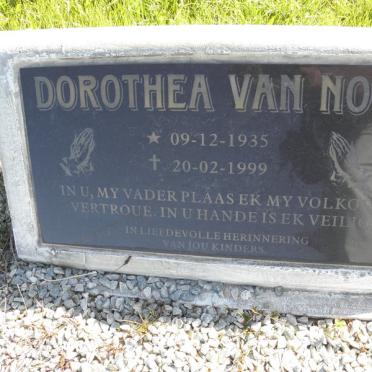 DOROTHEA VAN NO
★ 09-12-1935
✝ 20-02-1999
IN U, MY VADER PLAAS EK MY VOLKO
VERTROUE. IN U HANDE IS EK VEILI
IN LIEFDEVOLLE HERINNERING
VAN JOU KINDERS.